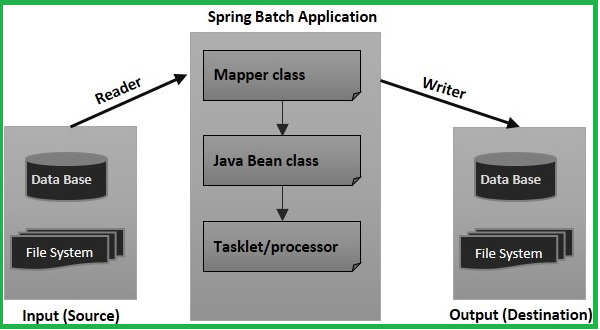 Spring Batch Application
Reader
Mapper class
Writer
Java Bean class
Data Base
Data Base
File System
Tasklet/processor
File System
Input (Source)
Output (Destination)